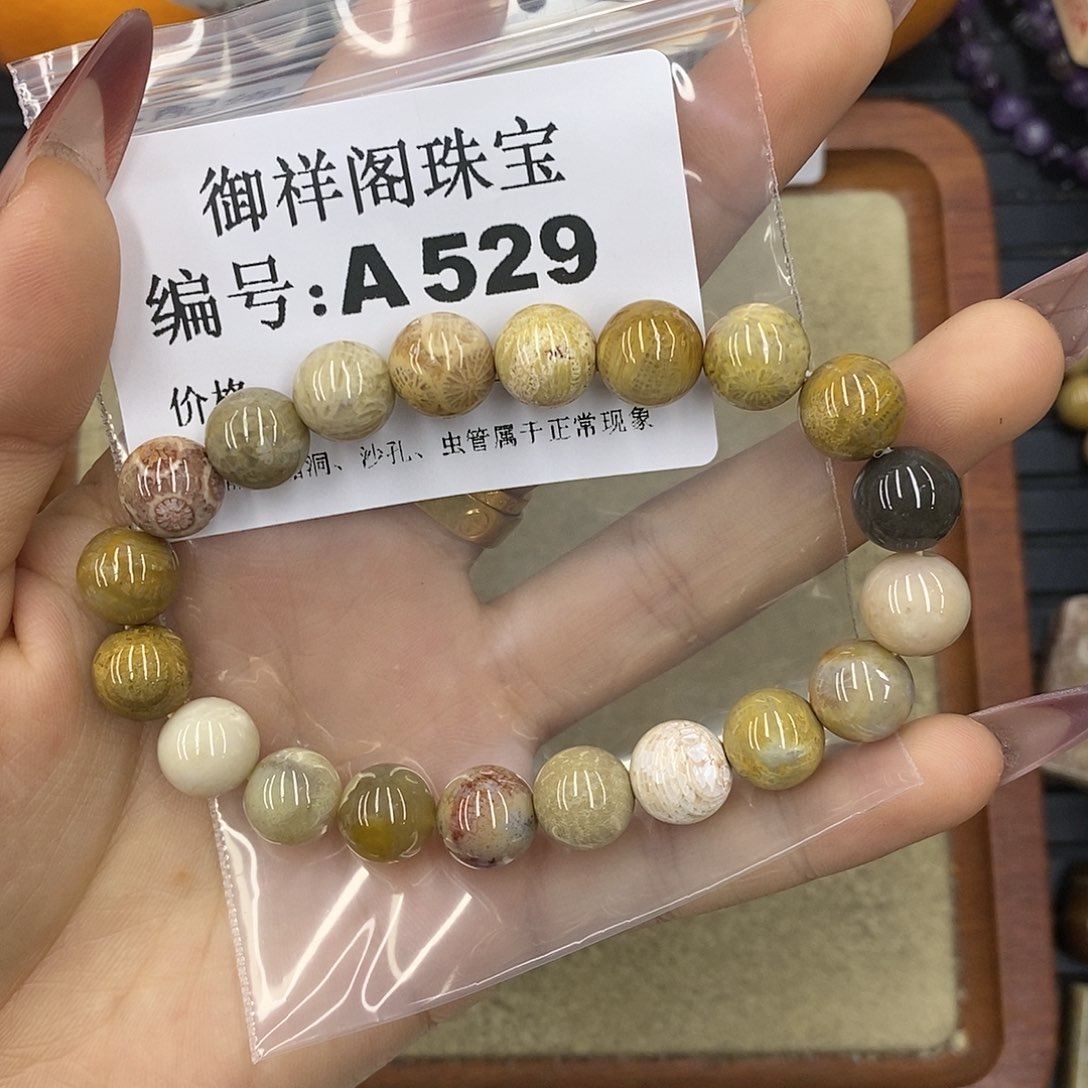 御祥阁珠宝
编号:A529
价格
洞、沙孔、虫管属于正常现象